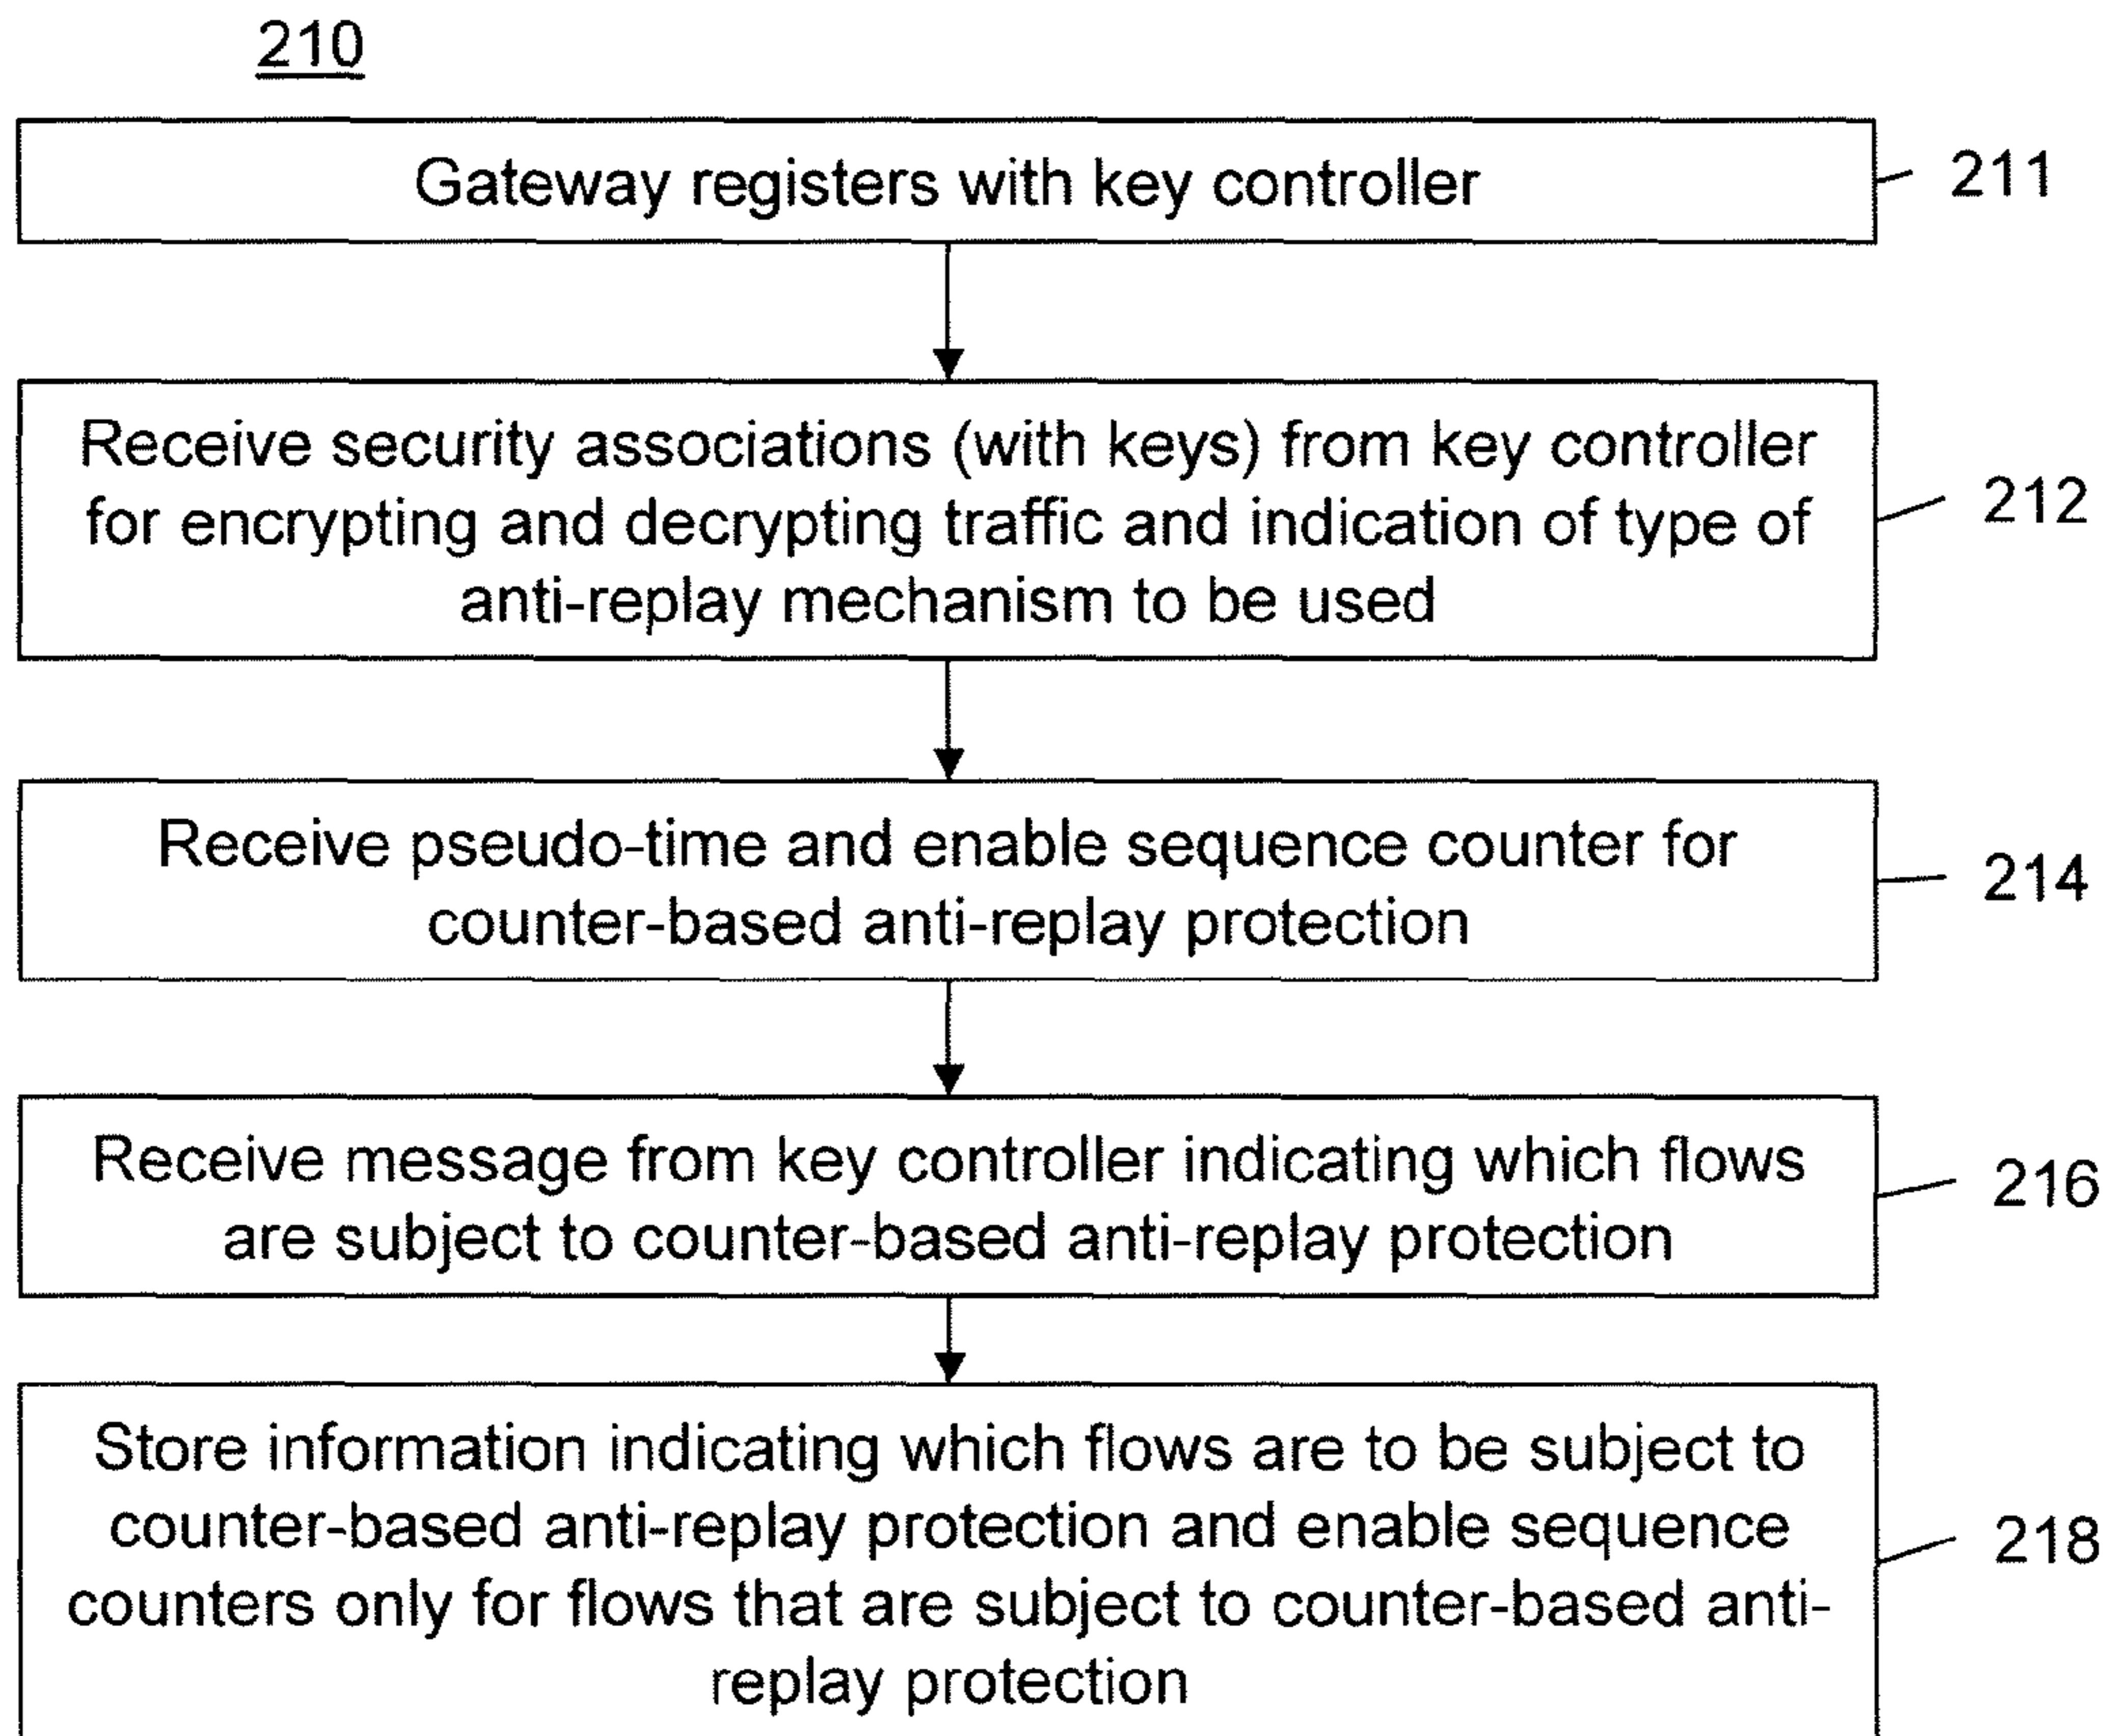 210
Gateway registers with key controller
211
Receive security associations (with keys) from key controller
for encrypting and decrypting traffic and indication of type of
anti-replay mechanism to be used
212
Receive pseudo-time and enable sequence counter for
counter-based anti-replay protection
214
Receive message from key controller indicating which flows
are subject to counter-based anti-replay protection
216
Store information indicating which flows are to be subject to
counter-based anti-replay protection and enable sequence
counters only for flows that are subject to counter-based anti-
replay protection
218